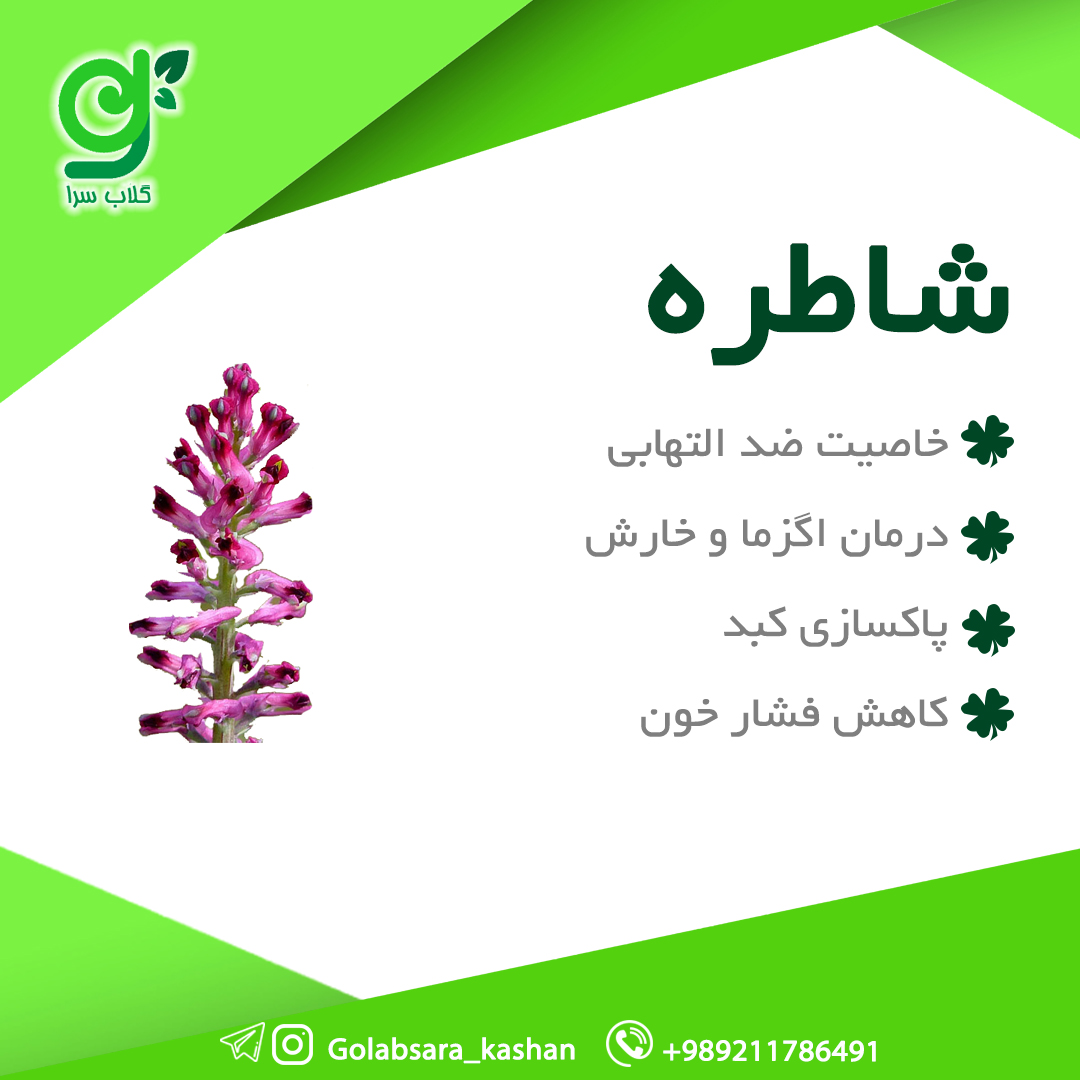 گلاب سرا
شاطره
خاصیت ضد التهابی
درمان اگزما و خارش
پاکسازی کبد
کاهش فشار خون
Golabsara_kashan
+989211786491